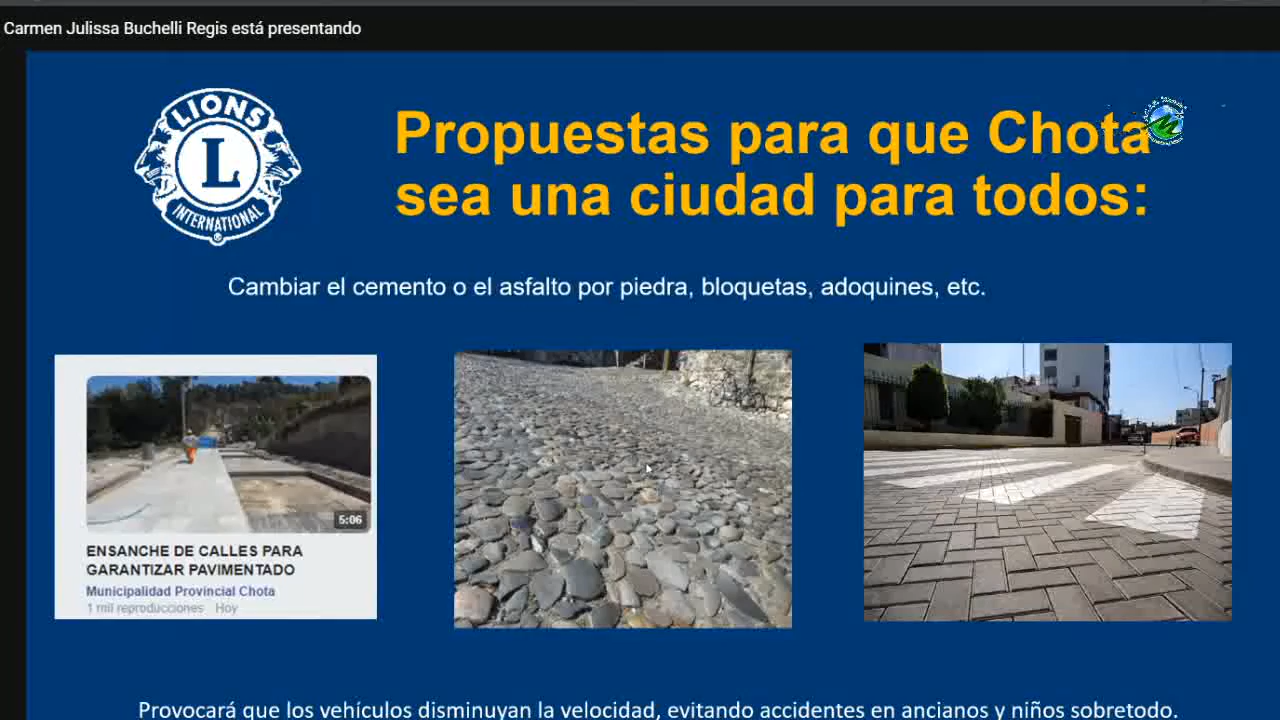 Carmen Julissa Buchelli Regis está presentando
LIONS
L
INTERNATIONAL
®
Propuestas para que Chota
sea una ciudad para todos:
Cambiar el cemento o el asfalto por piedra, bloquetas, adoquines, etc.
5:06
ENSANCHE DE CALLES PARA
GARANTIZAR PAVIMENTADO
Municipalidad Provincial Chota
1 mil reproducciones Hoy
Provocará que los vehículos disminuyan la velocidad, evitando accidentes en ancianos y niños sobretodo.